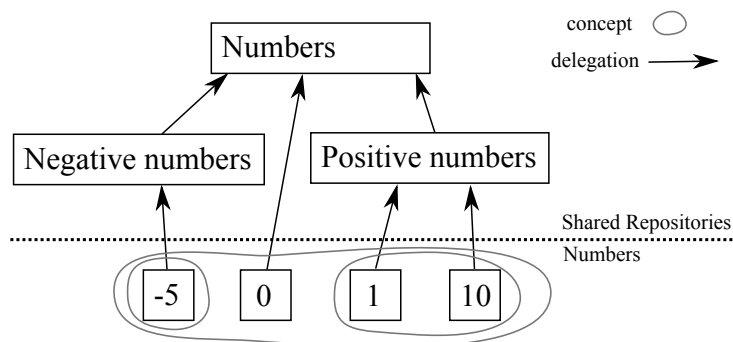 concept
Numbers
delegation
Negative numbers
Positive numbers
Shared Repositories
Numbers
-5
0
1
10